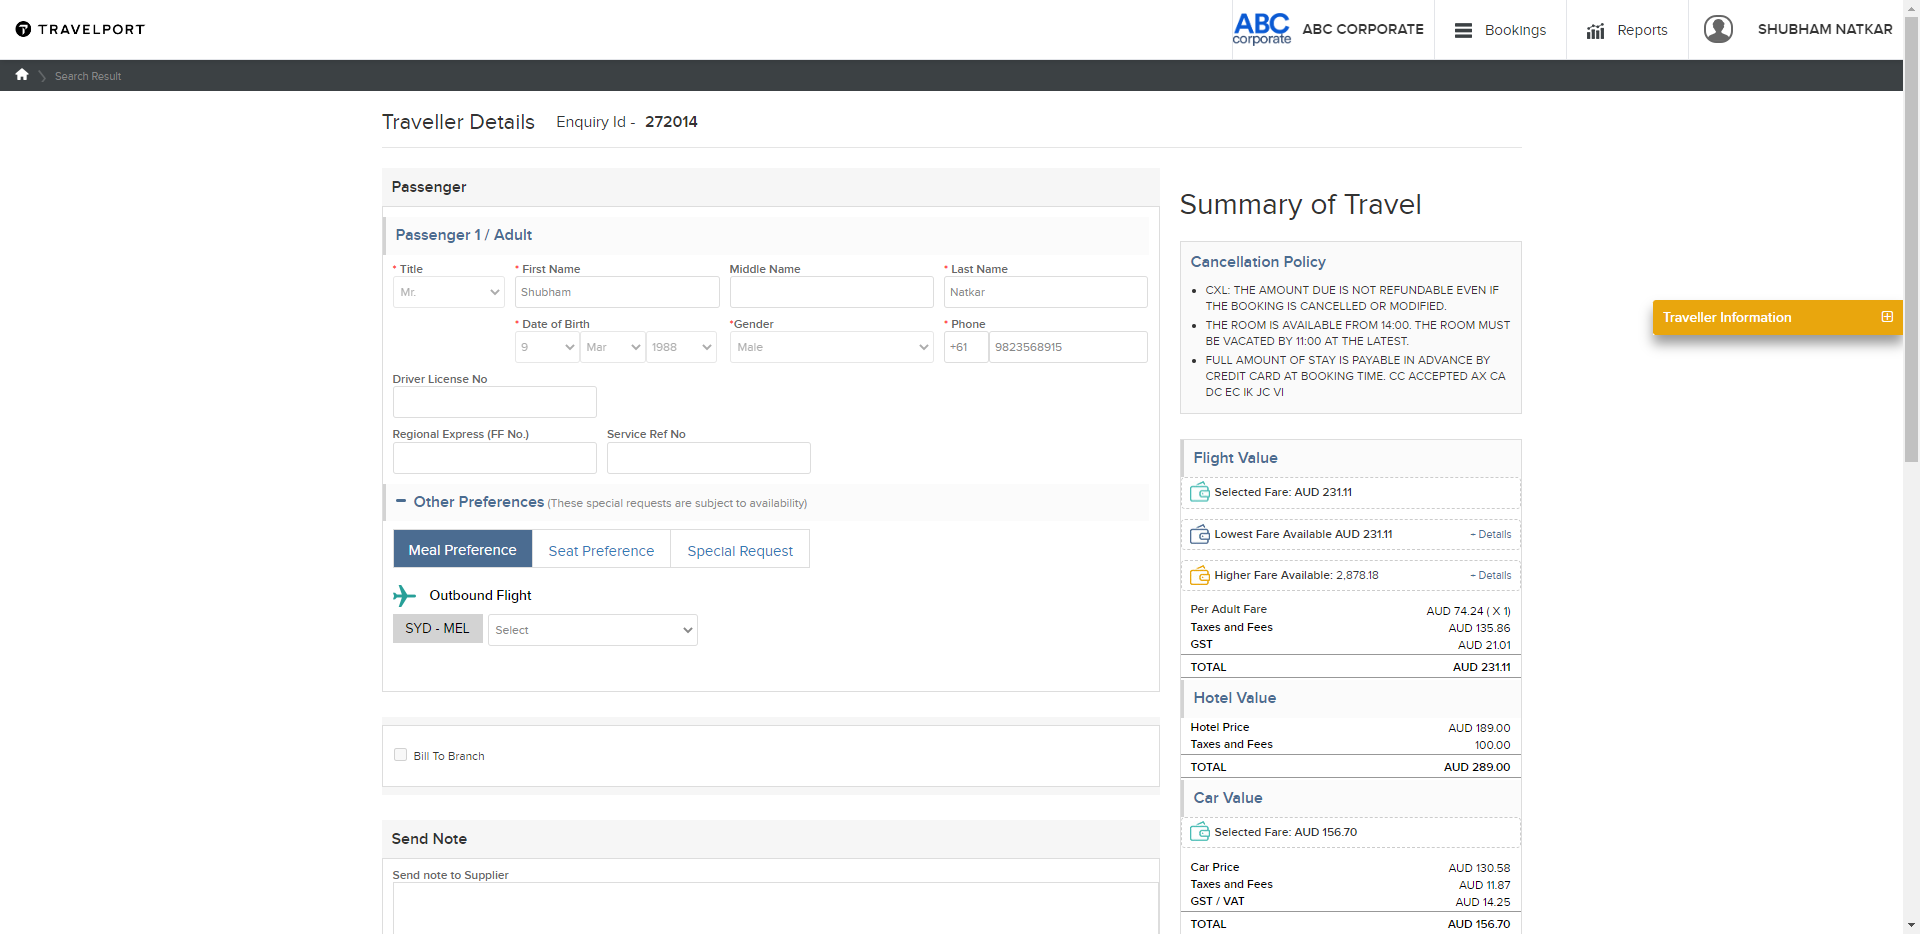 TRAVELPORT
ABC
corporate
ABC CORPORATE
Bookings
Reports
SHUBHAM NATKAR
Search Result
Traveller Details
Enquiry Id - 272014
Passenger
Passenger 1 / Adult
* Title
* First Name
Middle Name
* Last Name
Mr.
Shubham
Natkar
* Date of Birth
*Gender
* Phone
9
Mar
1988
Male
+61
9823568915
Driver License No
Regional Express (FF No.)
Service Ref No
Other Preferences (These special requests are subject to availability)
Meal Preference
Seat Preference
Special Request
Outbound Flight
SYD - MEL
Select
Bill To Branch
Send Note
Send note to Supplier
Summary of Travel
Cancellation Policy
CXL: THE AMOUNT DUE IS NOT REFUNDABLE EVEN IF
THE BOOKING IS CANCELLED OR MODIFIED.
THE ROOM IS AVAILABLE FROM 14:00. THE ROOM MUST
BE VACATED BY 11:00 AT THE LATEST.
FULL AMOUNT OF STAY IS PAYABLE IN ADVANCE BY
CREDIT CARD AT BOOKING TIME. CC ACCEPTED AX CA
DC EC IK JC VI
Flight Value
Selected Fare: AUD 231.11
Lowest Fare Available AUD 231.11
+ Details
Higher Fare Available: 2,878.18
+ Details
Per Adult Fare AUD 74.24 ( X 1)
Taxes and Fees AUD 135.86
GST AUD 21.01
TOTAL AUD 231.11
Hotel Value
Hotel Price AUD 189.00
Taxes and Fees 100.00
TOTAL AUD 289.00
Car Value
Selected Fare: AUD 156.70
Car Price AUD 130.58
Taxes and Fees AUD 11.87
GST / VAT AUD 14.25
TOTAL AUD 156.70
Traveller Information